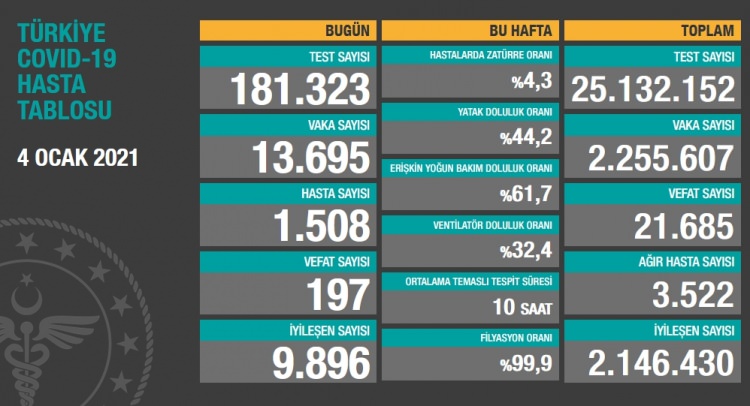 TÜRKİYE
COVID-19
HASTA
TABLOSU
4 OCAK 2021
BUGÜN
TEST SAYISI
181.323
VAKA SAYISI
13.695
HASTA SAYISI
1.508
VEFAT SAYISI
197
İYİLEŞEN SAYISI
9.896
BU HAFTA
HASTALARDA ZATÜRRE ORANI
%4,3
YATAK DOLULUK ORANI
%44,2
ERİŞKİN YOĞUN BAKIM DOLULUK ORANI
%61,7
VENTİLATÖR DOLULUK ORANI
%32,4
ORTALAMA TEMASLI TESPİT SÜRESİ
10 SAAT
FİLYASYON ORANI
%99,9
TOPLAM
TEST SAYISI
25.132.152
VAKA SAYISI
2.255.607
VEFAT SAYISI
21.685
AĞIR HASTA SAYISI
3.522
İYİLEŞEN SAYISI
2.146.430